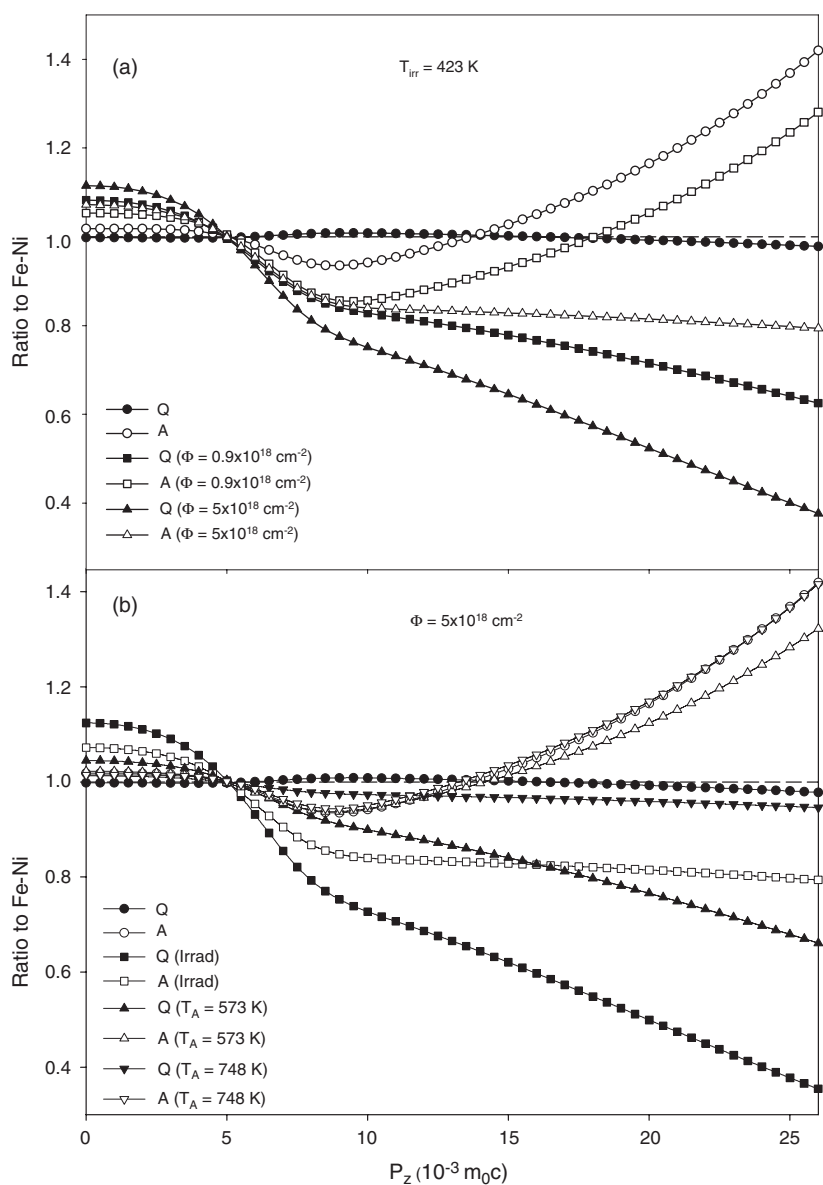 (a)
T_irr = 423 K
1.4
1.2
1.0
0.8
0.6
0.4
Ratio to Fe-Ni
Q
A
Q (Φ = 0.9x10^18 cm^-2)
A (Φ = 0.9x10^18 cm^-2)
Q (Φ = 5x10^18 cm^-2)
A (Φ = 5x10^18 cm^-2)
(b)
Φ = 5x10^18 cm^-2
1.4
1.2
1.0
0.8
0.6
0.4
Ratio to Fe-Ni
Q
A
Q (Irrad)
A (Irrad)
Q (T_A = 573 K)
A (T_A = 573 K)
Q (T_A = 748 K)
A (T_A = 748 K)
0 5 10 15 20 25
P_z (10^-3 m_0c)